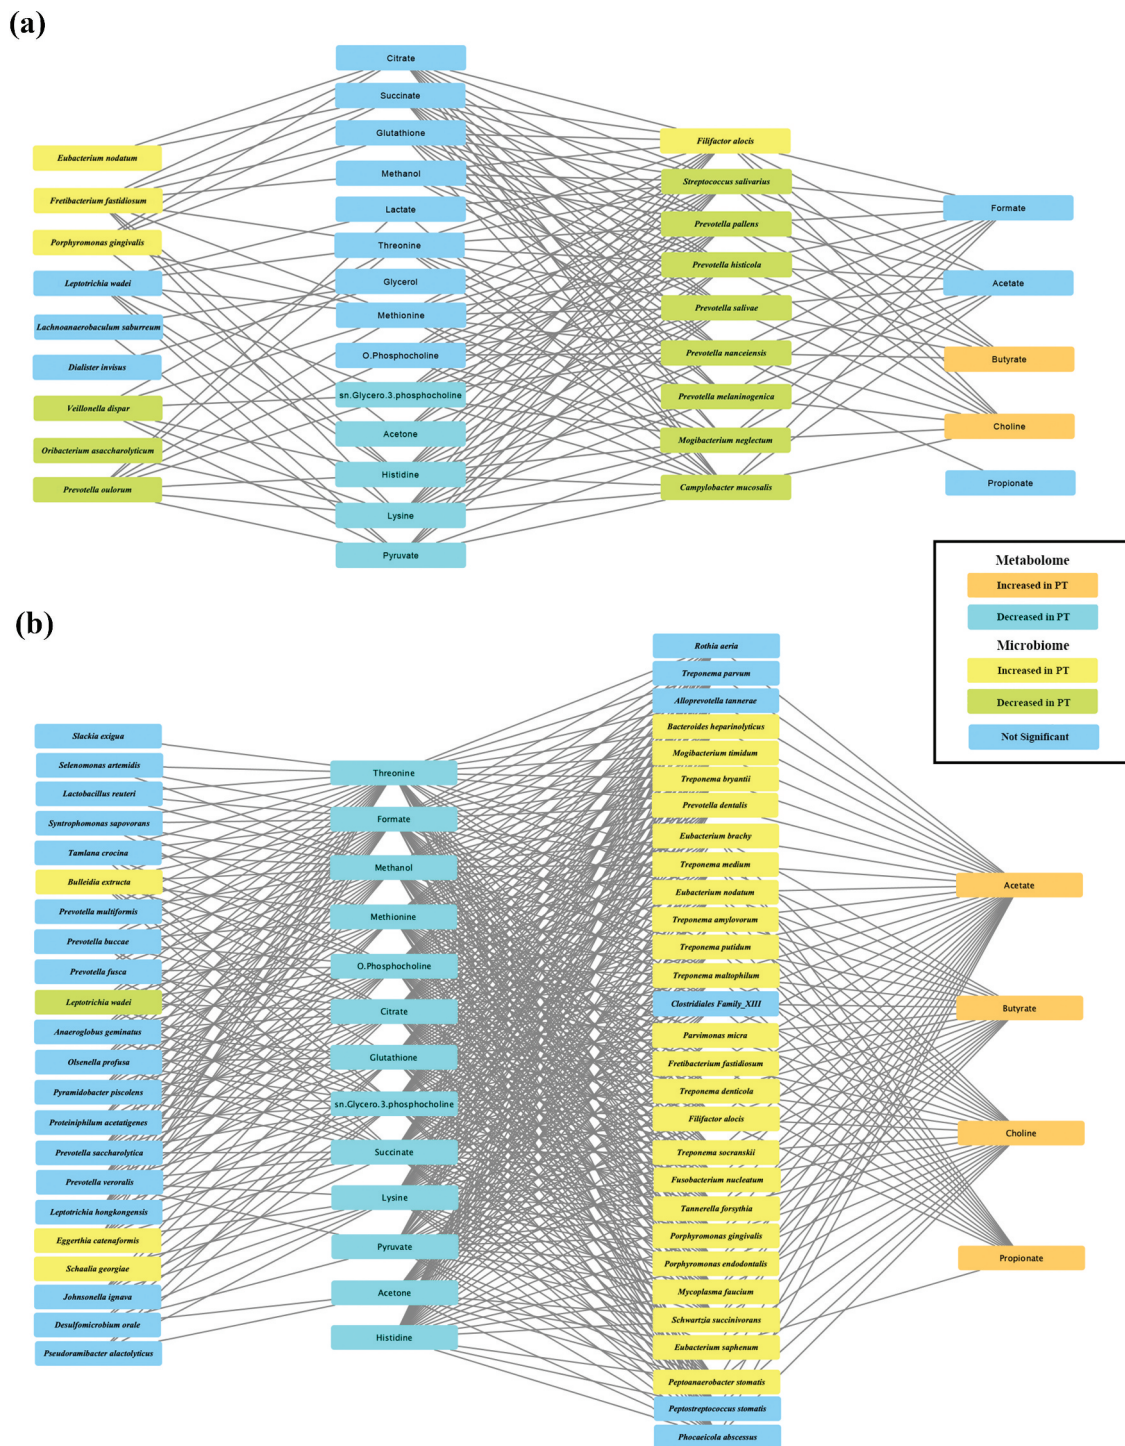 (a)
Eubacterium nodatum
Fretibacterium fastidiosum
Porphyromonas gingivalis
Leptotrichia wadei
Lachnoanaerobaculum saburreum
Dialister invisus
Veillonella dispar
Oribacterium asaccharolyticum
Prevotella oulorum
Citrate
Succinate
Glutathione
Methanol
Lactate
Threonine
Glycerol
Methionine
O.Phosphocholine
sn.Glycero.3.phosphocholine
Acetone
Histidine
Lysine
Pyruvate
Filifactor alocis
Streptococcus salivarius
Prevotella pallens
Prevotella histicola
Prevotella salivae
Prevotella nanceiensis
Prevotella melaninogenica
Mogibacterium neglectum
Campylobacter mucosalis
Formate
Acetate
Butyrate
Choline
Propionate
Metabolome
Increased in PT
Decreased in PT
Microbiome
Increased in PT
Decreased in PT
Not Significant
(b)
Slackia exigua
Selenomonas artemidis
Lactobacillus reuteri
Syntrophomonas sapovorans
Tamlana crocina
Bulleidia extructa
Prevotella multiformis
Prevotella buccae
Prevotella fusca
Leptotrichia wadei
Anaeroglobus geminatus
Olsenella profusa
Pyramidobacter piscolens
Proteiniphilum acetatigenes
Prevotella saccharolytica
Prevotella veroralis
Leptotrichia hongkongensis
Eggerthia catenaformis
Schaalia georgiae
Johnsonella ignava
Desulfomicrobium orale
Pseudoramibacter alactolyticus
Threonine
Formate
Methanol
Methionine
O.Phosphocholine
Citrate
Glutathione
sn.Glycero.3.phosphocholine
Succinate
Lysine
Pyruvate
Acetone
Histidine
Rothia aeria
Treponema parvum
Alloprevotella tannerae
Bacteroides heparinolyticus
Mogibacterium timidum
Treponema bryantii
Prevotella dentalis
Eubacterium brachy
Treponema medium
Eubacterium nodatum
Treponema amylovorum
Treponema putidum
Treponema maltophilum
Clostridiales Family_XIII
Parvimonas micra
Fretibacterium fastidiosum
Treponema denticola
Filifactor alocis
Treponema socranskii
Fusobacterium nucleatum
Tannerella forsythia
Porphyromonas gingivalis
Porphyromonas endodontalis
Mycoplasma faucium
Schwartzia succinivorans
Eubacterium saphenum
Peptoanaerobacter stomatis
Peptostreptococcus stomatis
Phocaeicola abscessus
Acetate
Butyrate
Choline
Propionate